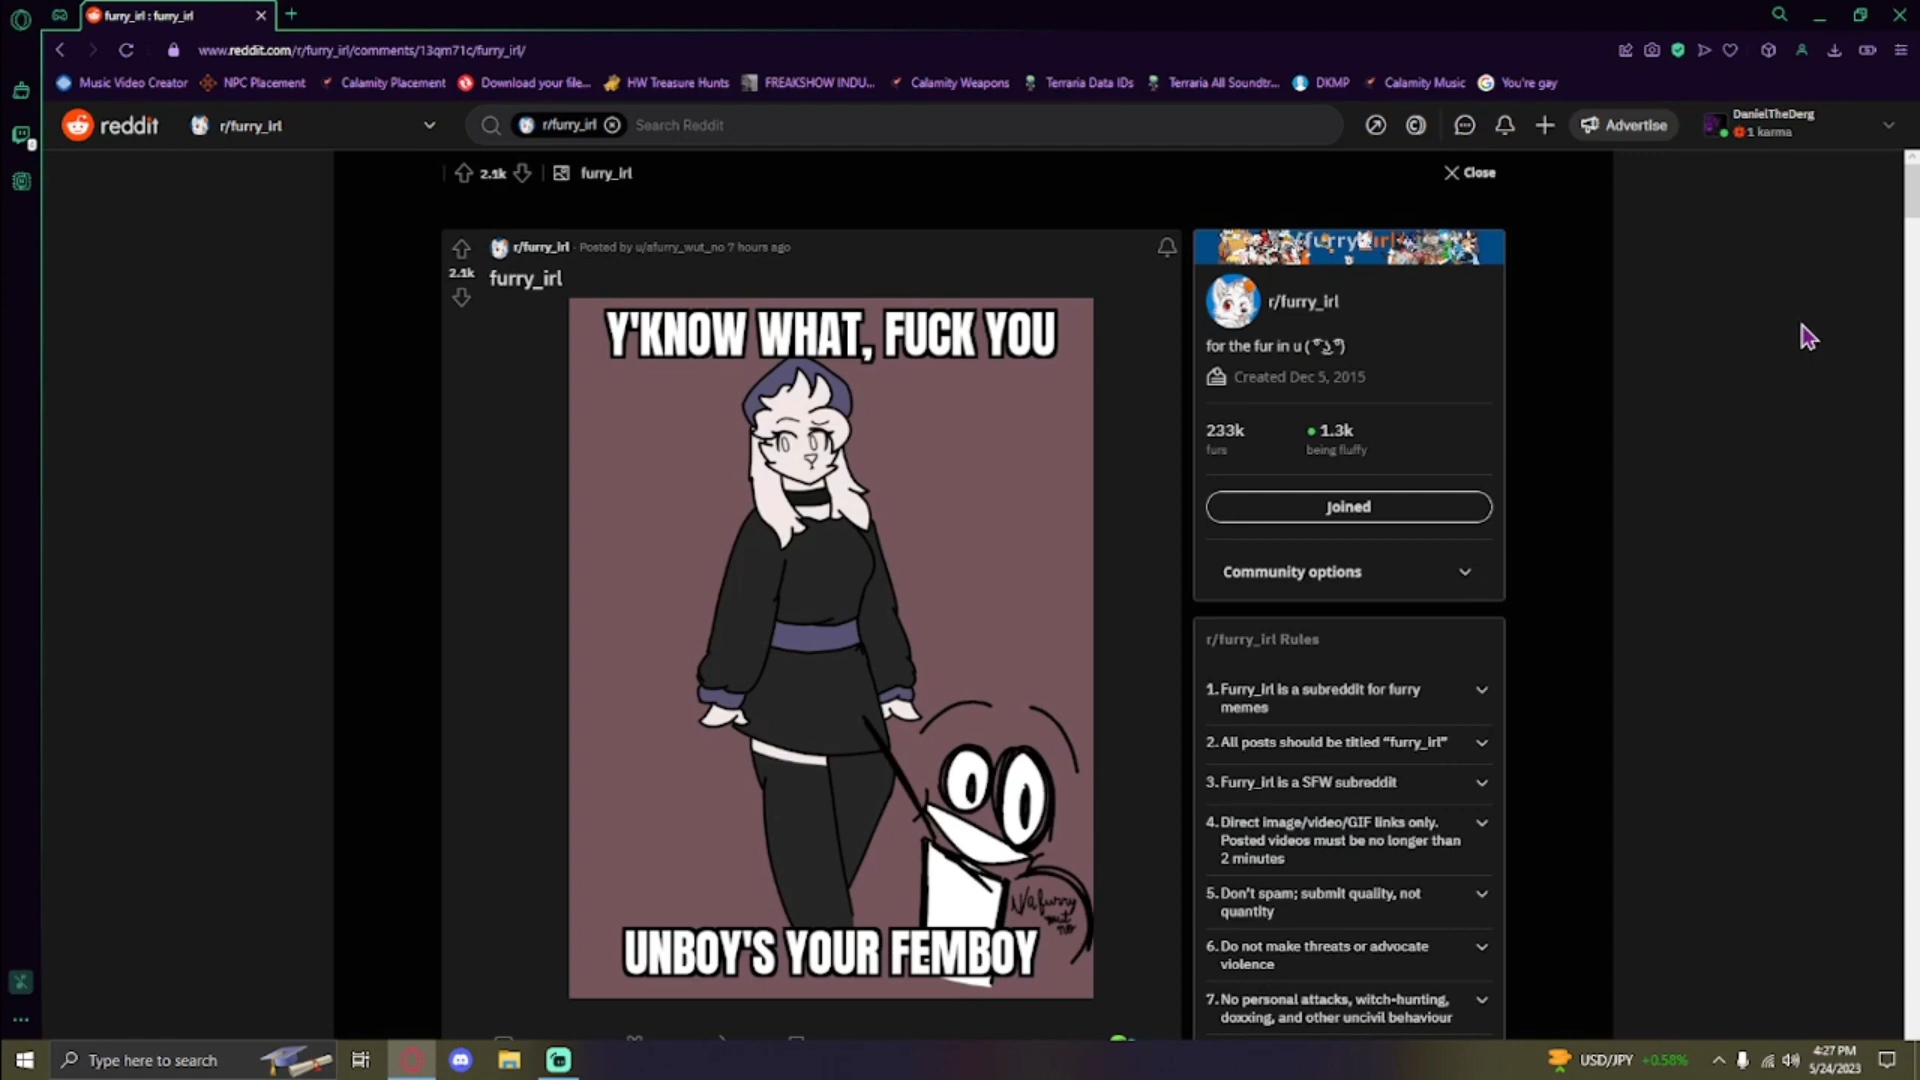 furry_irl : furry_irl
www.reddit.com/r/furry_irl/comments/13qm71c/furry_irl/
Music Video Creator
NPC Placement
Calamity Placement
Download your file...
HW Treasure Hunts
FREAKSHOW INDU...
Calamity Weapons
Terraria Data IDs
Terraria All Soundtr...
DKMP
Calamity Music
You're gay
reddit
r/furry_irl
r/furry_irl
Search Reddit
Advertise
DanielTheDerg
1 karma
2.1k
furry_irl
Close
r/furry_irl · Posted by u/afurry_wut_no 7 hours ago
2.1k
furry_irl
Y'KNOW WHAT, FUCK YOU
UNBOY'S YOUR FEMBOY
/furry_irl
r/furry_irl
for the fur in u ( ͡° ͜ʖ ͡°)
Created Dec 5, 2015
233k
furs
1.3k
being fluffy
Joined
Community options
r/furry_irl Rules
1. Furry_irl is a subreddit for furry
memes
2. All posts should be titled “furry_irl”
3. Furry_irl is a SFW subreddit
4. Direct image/video/GIF links only.
Posted videos must be no longer than
2 minutes
5. Don't spam; submit quality, not
quantity
6. Do not make threats or advocate
violence
7. No personal attacks, witch-hunting,
doxxing, and other uncivil behaviour
Type here to search
USD/JPY +0.58%
4:27 PM
5/24/2023